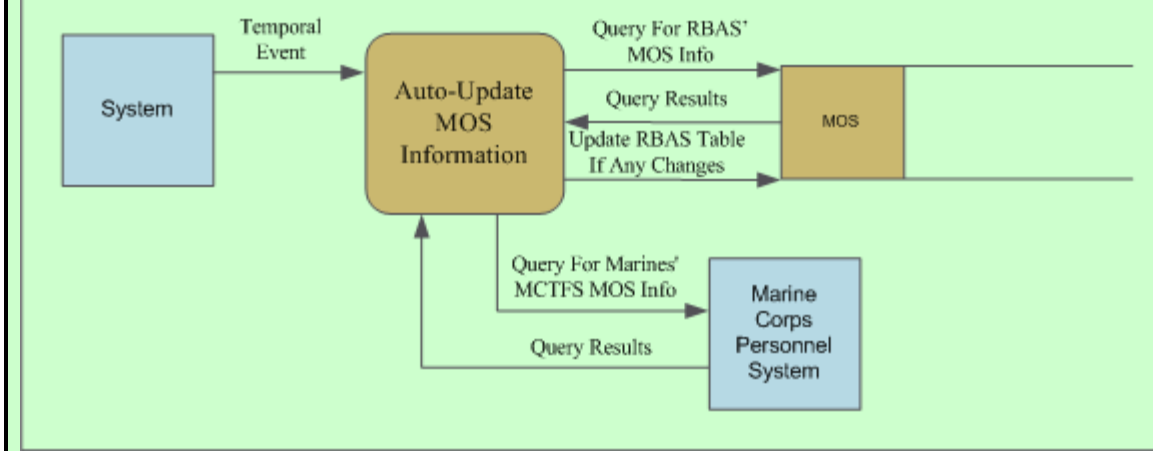 Temporal
Event
System
Auto-Update
MOS
Information
Query For RBAS'
MOS Info
Query Results
Update RBAS Table
If Any Changes
MOS
Query For Marines'
MCTFS MOS Info
Query Results
Marine
Corps
Personnel
System